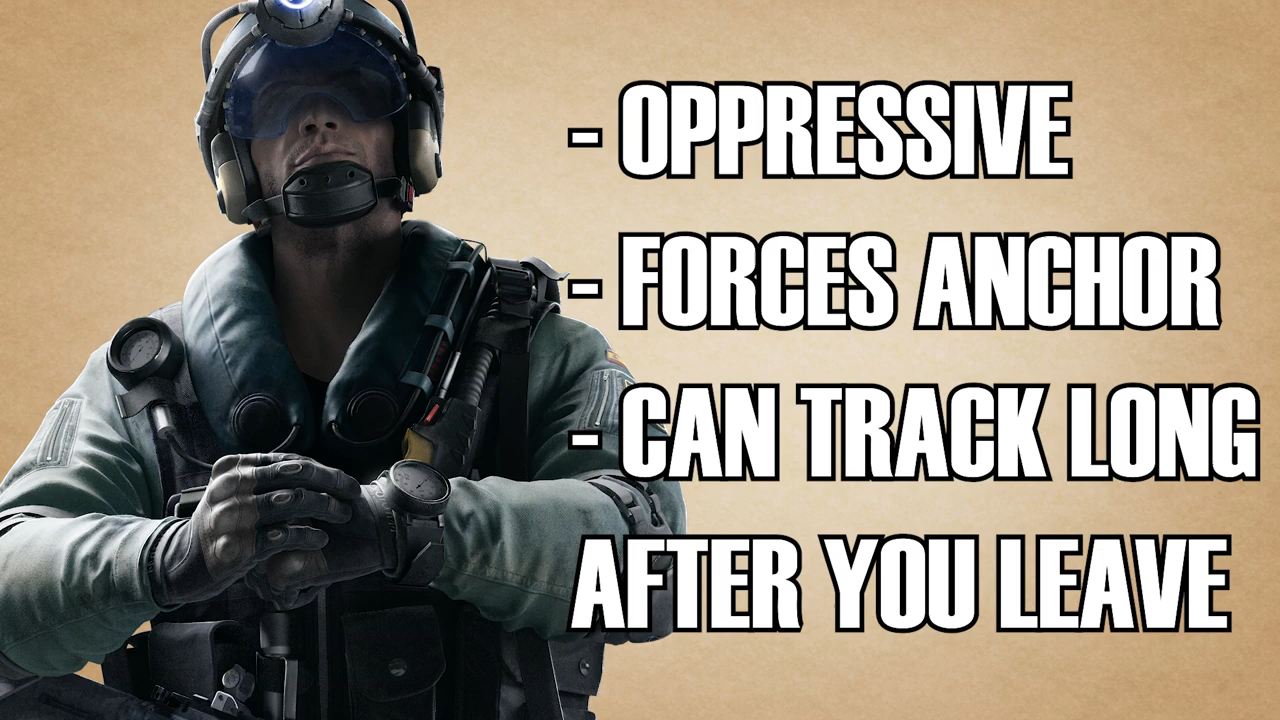 - OPPRESSIVE
- FORCES ANCHOR
- CAN TRACK LONG
AFTER YOU LEAVE